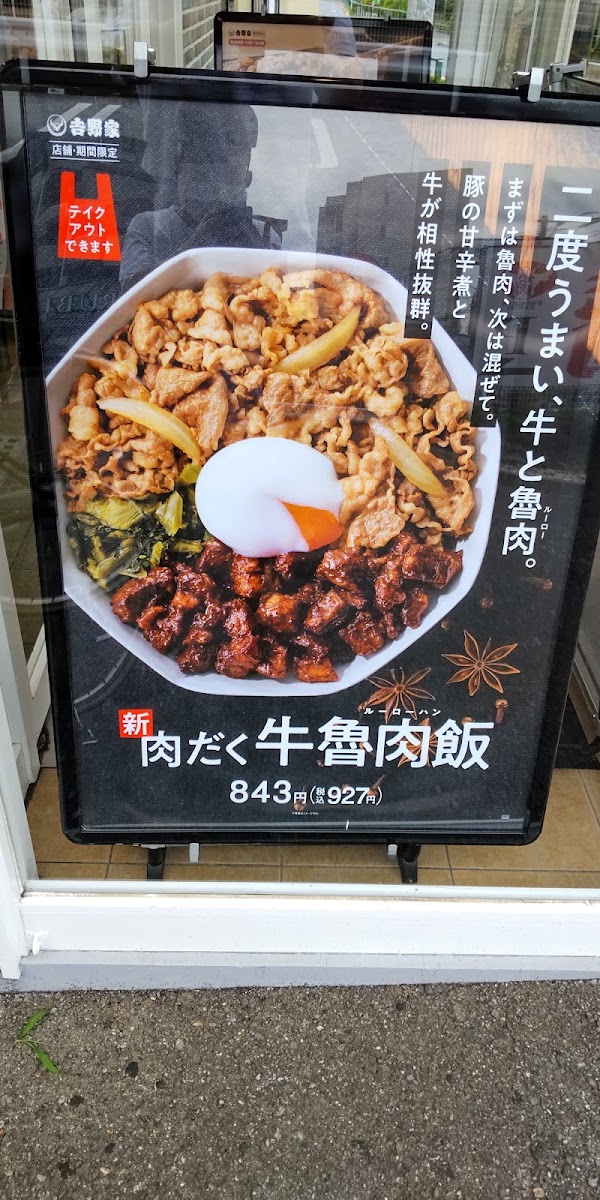 吉野家
店舗・期間限定
テイク
アウト
できます
二度うまい、牛と魯肉。
ルーロー
まずは魯肉、次は混ぜて。
豚の甘辛煮と
牛が相性抜群。
ルーローハン
新 肉だく牛魯肉飯
843円(税込927円)
吉野家